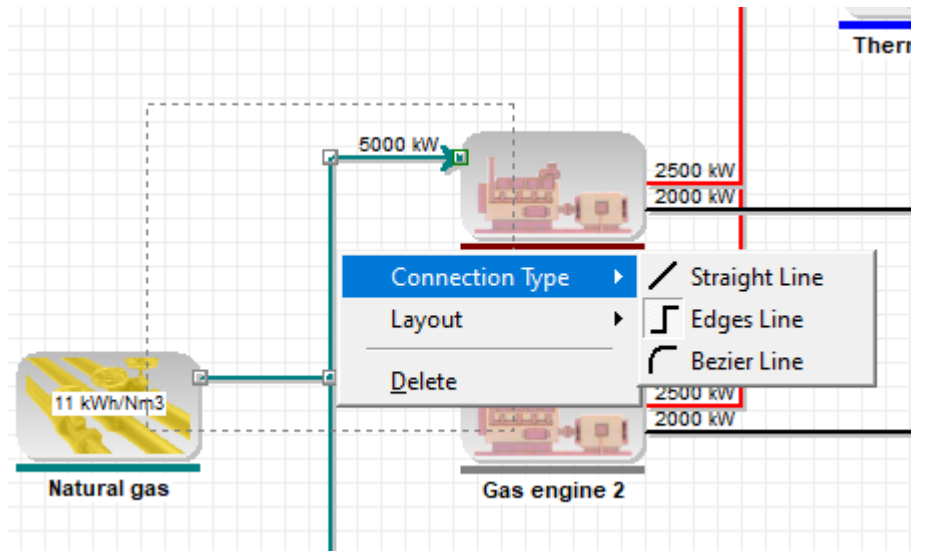 Therr
5000 kW
2500 kW
2000 kW
Connection Type
Straight Line
Layout
Edges Line
Bezier Line
Delete
11 kWh/Nm3
2500 kW
2000 kW
Natural gas
Gas engine 2